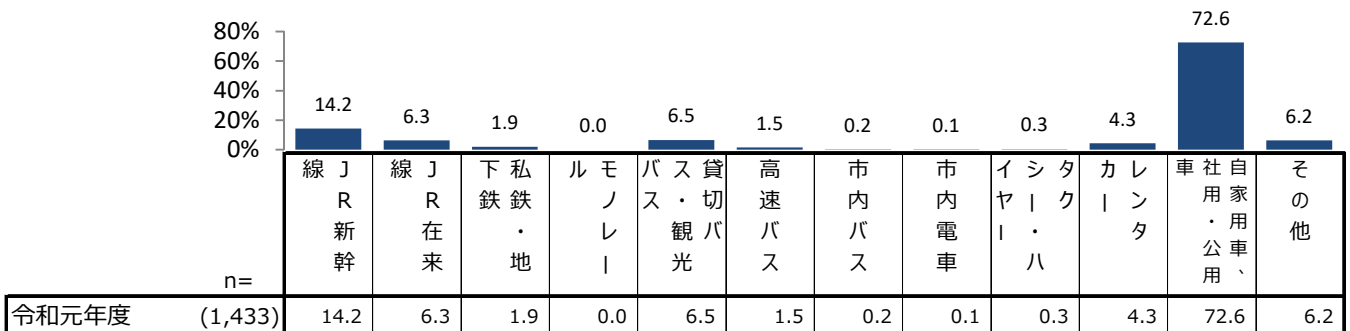 72.6
80%
60%
40%
20%
0%
14.2
6.3
1.9
0.0
6.5
1.5
0.2
0.1
0.3
4.3
6.2
JR新幹
線
JR在来
線
私鉄・地
下鉄
モノレー
ル
貸切バ
ス・観光
バス
高速バス
市内バス
市内電車
タク
シー・ハ
イヤー
レンタ
カー
自家用車、
社用・公用
車
その他
n=
令和元年度 (1,433) 14.2 6.3 1.9 0.0 6.5 1.5 0.2 0.1 0.3 4.3 72.6 6.2